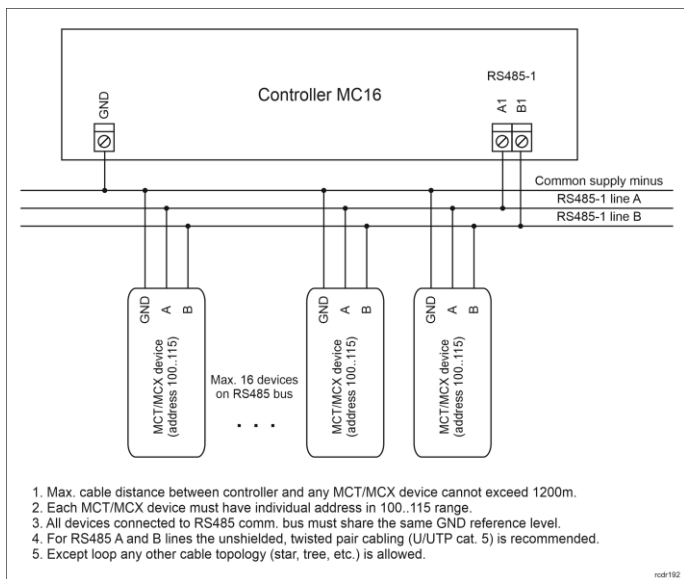 RS485-1
Controller MC16
GND
A1
B1
Common supply minus
RS485-1 line A
RS485-1 line B
GND
A
B
MCT/MCX device
(address 100..115)
Max. 16 devices
on RS485 bus
. . .
GND
A
B
MCT/MCX device
(address 100..115)
GND
A
B
MCT/MCX device
(address 100..115)
1. Max. cable distance between controller and any MCT/MCX device cannot exceed 1200m.
2. Each MCT/MCX device must have individual address in 100..115 range.
3. All devices connected to RS485 comm. bus must share the same GND reference level.
4. For RS485 A and B lines the unshielded, twisted pair cabling (U/UTP cat. 5) is recommended.
5. Except loop any other cable topology (star, tree, etc.) is allowed.
rcdr192